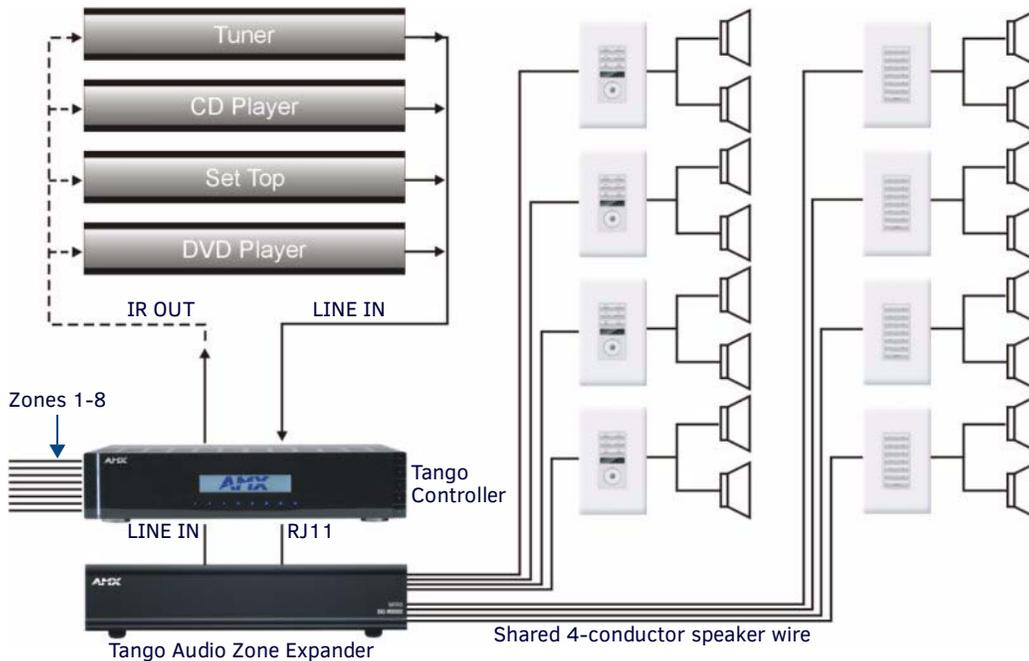 Tuner
CD Player
Set Top
DVD Player
IR OUT
LINE IN
Zones 1-8
AMX
AMX
Tango
Controller
LINE IN
RJ11
AMX
Shared 4-conductor speaker wire
Tango Audio Zone Expander